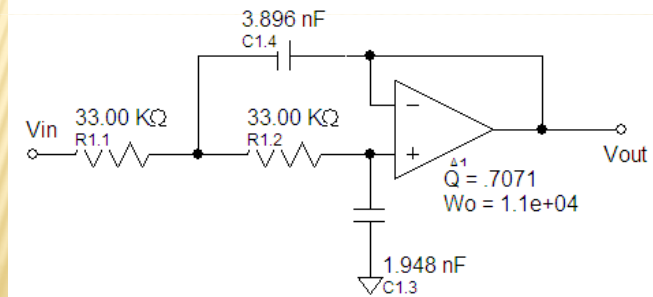 3.896 nF
C1.4
33.00 KΩ
33.00 KΩ
Vin
R1.1
R1.2
−
+
Vout
A1
Q = .7071
Wo = 1.1e+04
1.948 nF
C1.3